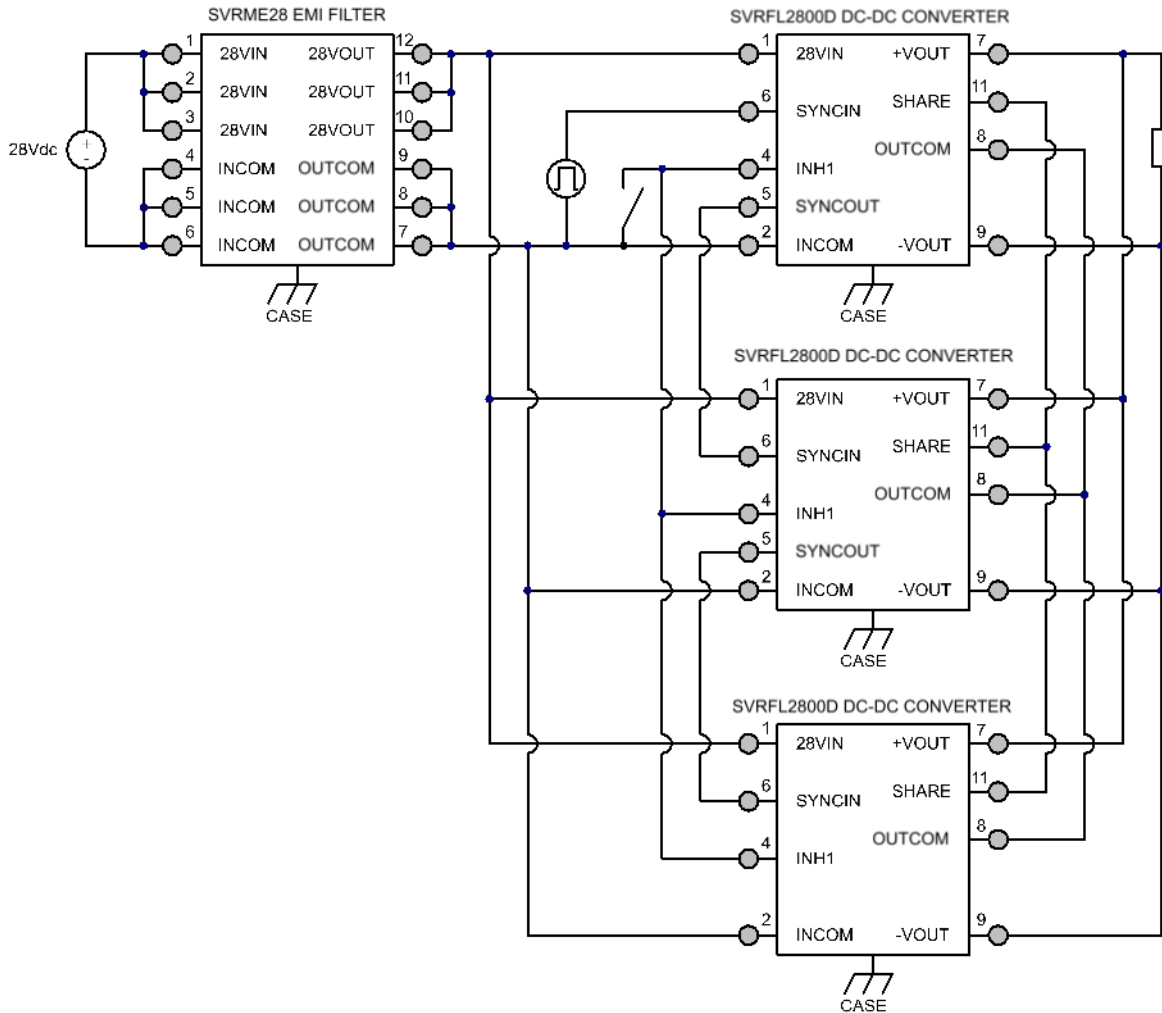 SVRME28 EMI FILTER
28Vdc
+
-
1 28VIN 28VOUT 12
2 28VIN 28VOUT 11
3 28VIN 28VOUT 10
4 INCOM OUTCOM 9
5 INCOM OUTCOM 8
6 INCOM OUTCOM 7
CASE
SVRFL2800D DC-DC CONVERTER
1 28VIN +VOUT 7
SHARE 11
6 SYNCIN
OUTCOM 8
4 INH1
5 SYNCOUT
2 INCOM -VOUT 9
CASE
SVRFL2800D DC-DC CONVERTER
1 28VIN +VOUT 7
SHARE 11
6 SYNCIN
OUTCOM 8
4 INH1
5 SYNCOUT
2 INCOM -VOUT 9
CASE
SVRFL2800D DC-DC CONVERTER
1 28VIN +VOUT 7
SHARE 11
6 SYNCIN
OUTCOM 8
4 INH1
2 INCOM -VOUT 9
CASE